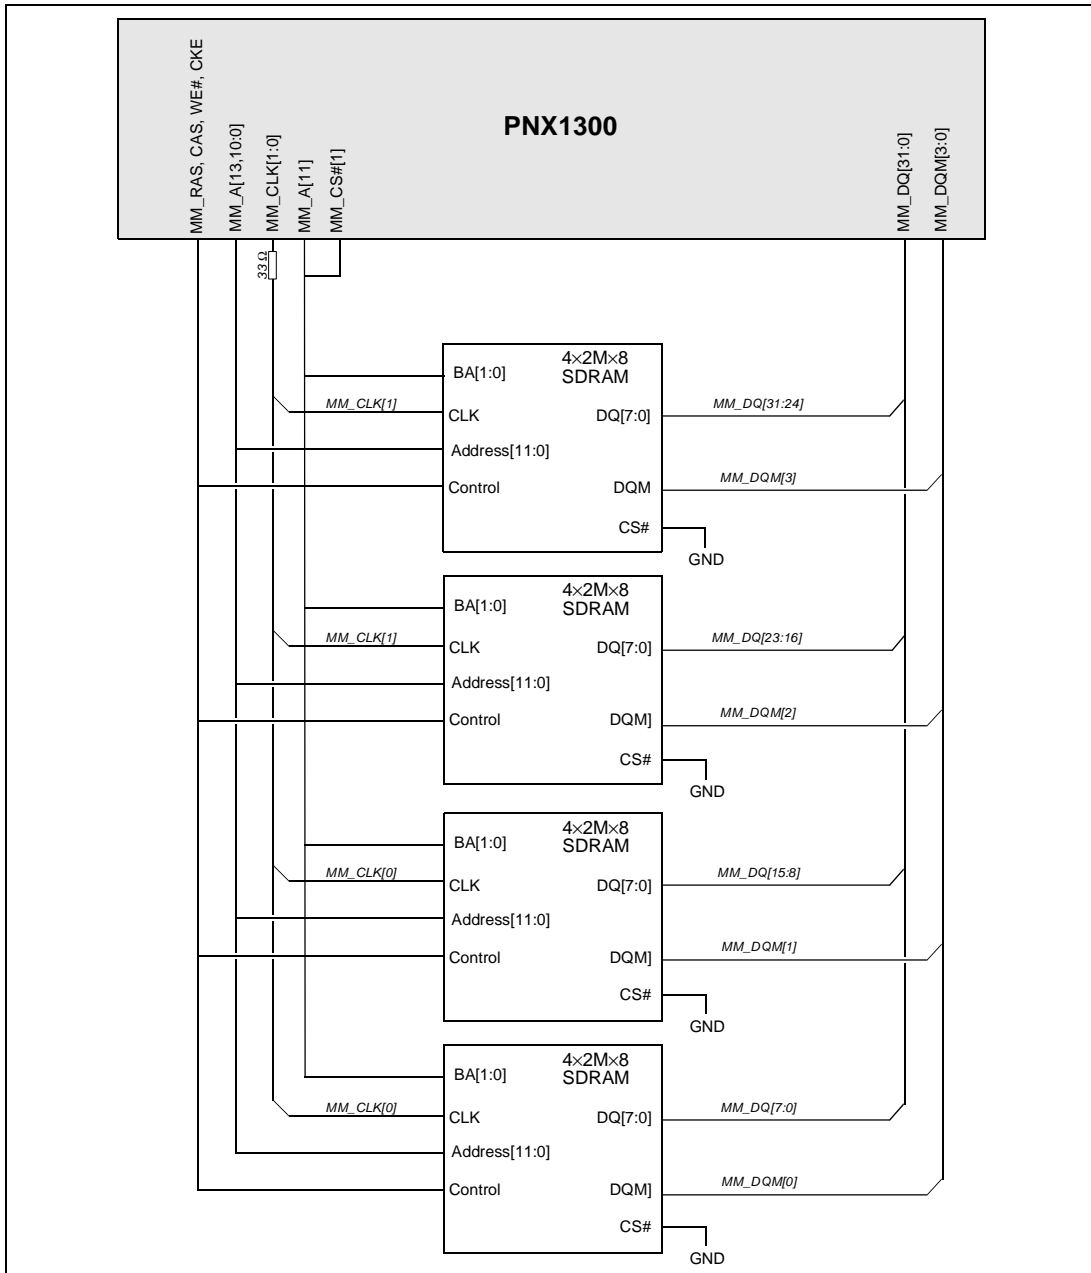 PNX1300
MM_RAS, CAS, WE#, CKE
MM_A[13,10:0]
MM_CLK[1:0]
MM_A[11]
MM_CS#[1]
MM_DQ[31:0]
MM_DQM[3:0]
33 Ω
4×2M×8
SDRAM
BA[1:0]
MM_CLK[1]
CLK
DQ[7:0]
MM_DQ[31:24]
Address[11:0]
Control
DQM
MM_DQM[3]
CS#
GND
4×2M×8
SDRAM
BA[1:0]
MM_CLK[1]
CLK
DQ[7:0]
MM_DQ[23:16]
Address[11:0]
Control
DQM]
MM_DQM[2]
CS#
GND
4×2M×8
SDRAM
BA[1:0]
MM_CLK[0]
CLK
DQ[7:0]
MM_DQ[15:8]
Address[11:0]
Control
DQM]
MM_DQM[1]
CS#
GND
4×2M×8
SDRAM
BA[1:0]
MM_CLK[0]
CLK
DQ[7:0]
MM_DQ[7:0]
Address[11:0]
Control
DQM]
MM_DQM[0]
CS#
GND